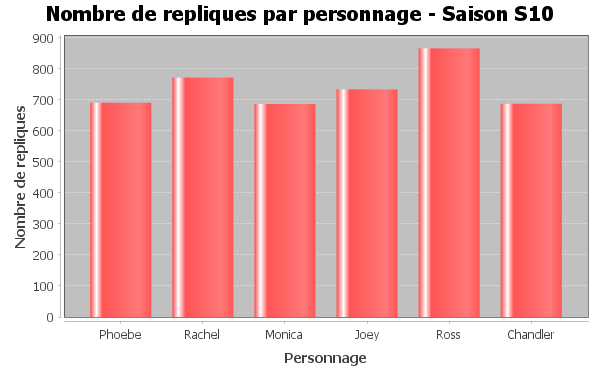 Nombre de repliques par personnage - Saison S10
Nombre de repliques
900
800
700
600
500
400
300
200
100
0
Phoebe Rachel Monica Joey Ross Chandler
Personnage